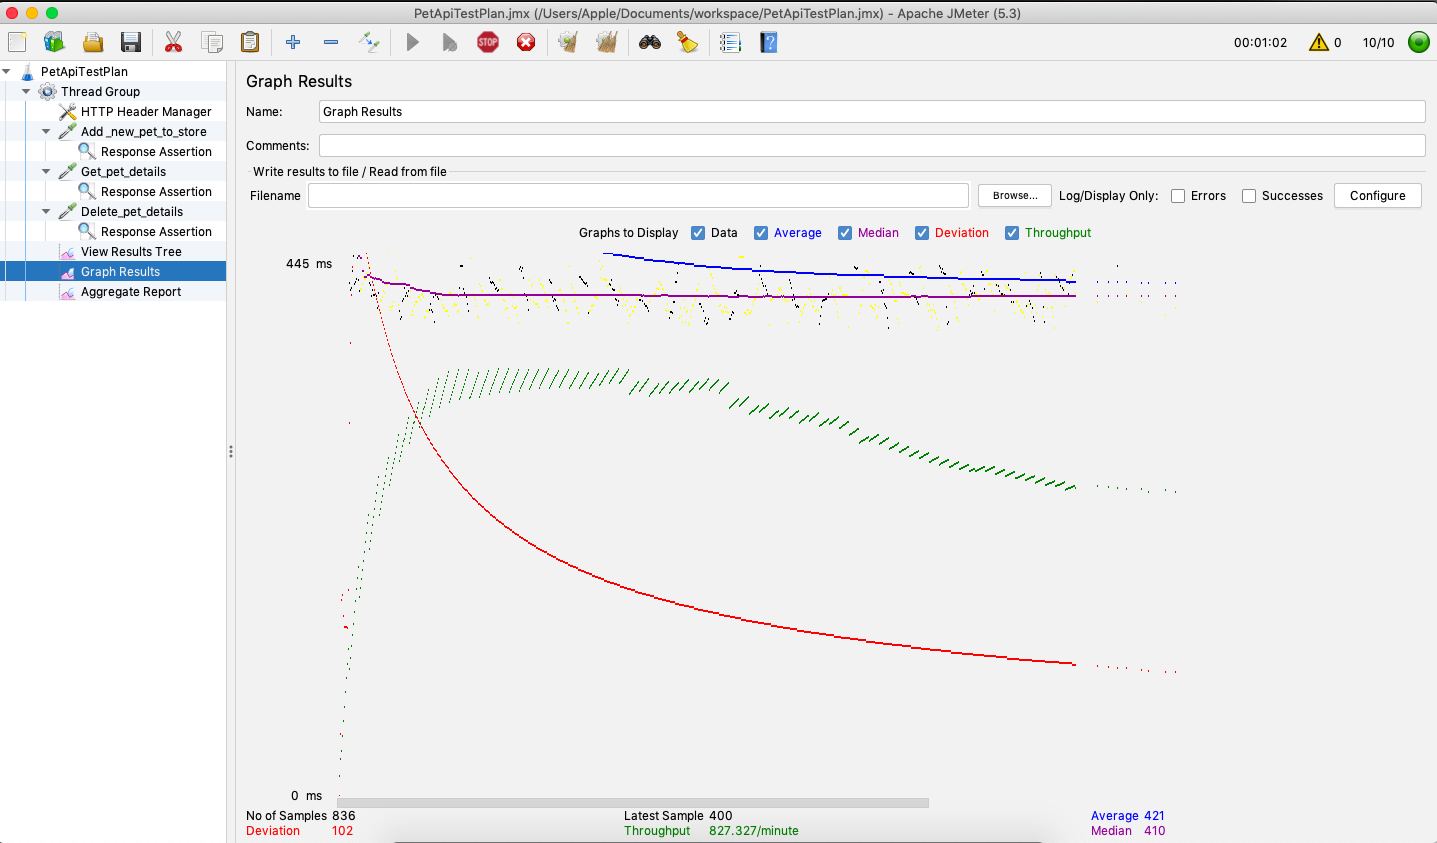 PetApiTestPlan.jmx (/Users/Apple/Documents/workspace/PetApiTestPlan.jmx) - Apache JMeter (5.3)
STOP
?
00:01:02 0 10/10
PetApiTestPlan
Thread Group
HTTP Header Manager
Add _new_pet_to_store
Response Assertion
Get_pet_details
Response Assertion
Delete_pet_details
Response Assertion
View Results Tree
Graph Results
Aggregate Report
Graph Results
Name: Graph Results
Comments:
Write results to file / Read from file
Filename Browse... Log/Display Only: Errors Successes Configure
Graphs to Display Data Average Median Deviation Throughput
445 ms
0 ms
No of Samples 836 Latest Sample 400 Average 421
Deviation 102 Throughput 827.327/minute Median 410